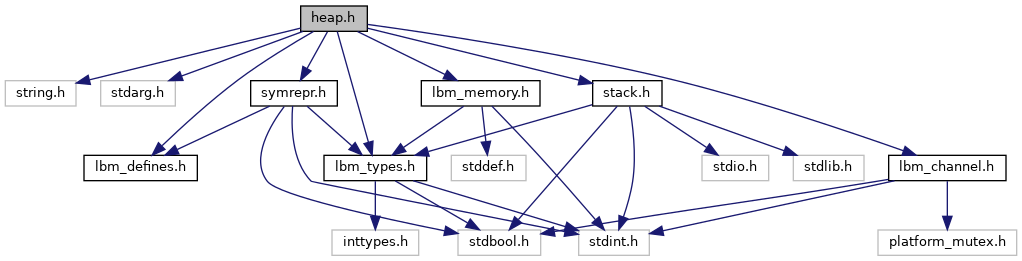 heap.h
string.h
stdarg.h
symrepr.h
lbm_memory.h
stack.h
lbm_defines.h
lbm_types.h
stddef.h
stdio.h
stdlib.h
lbm_channel.h
inttypes.h
stdbool.h
stdint.h
platform_mutex.h